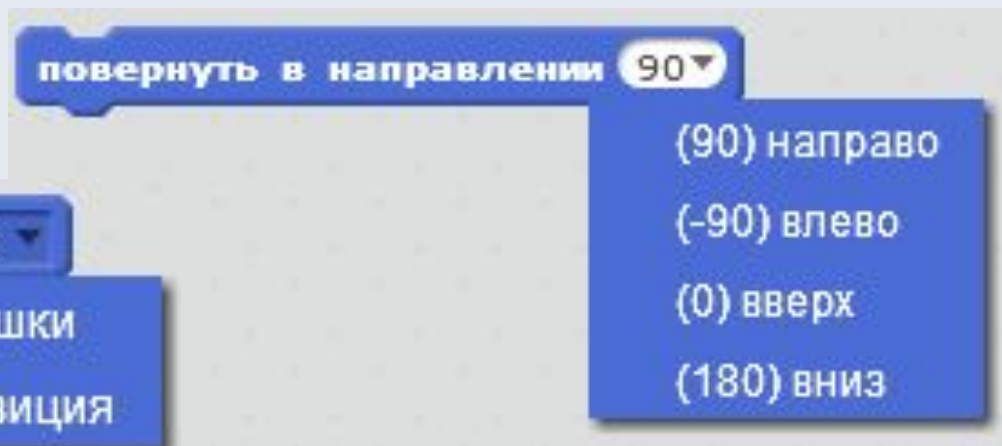 повернуть в направлении 90
(90) направо
(-90) влево
(0) вверх
(180) вниз